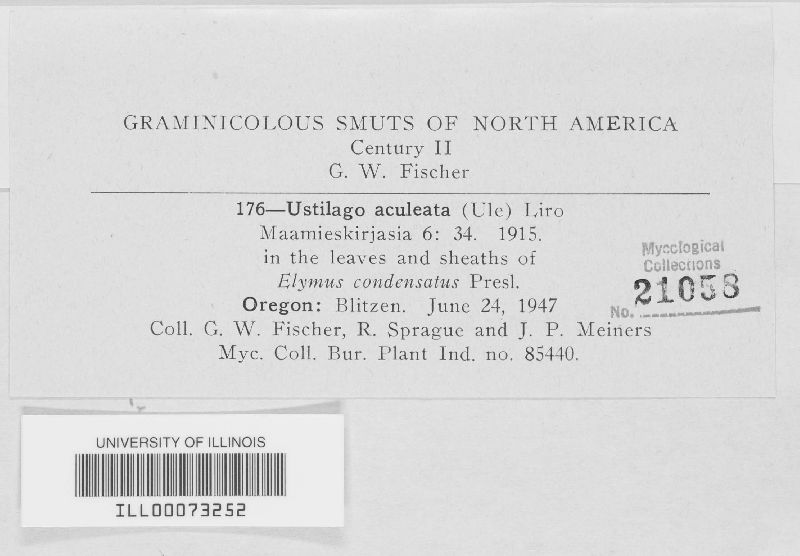 GRAMINICOLOUS SMUTS OF NORTH AMERICA
Century II
G. W. Fischer
176—Ustilago aculeata (Ule) Liro
Maamieskirjasia 6: 34. 1915.
in the leaves and sheaths of
Elymus condensatus Presl.
Oregon: Blitzen. June 24, 1947
Coll. G. W. Fischer, R. Sprague and J. P. Meiners
Myc. Coll. Bur. Plant Ind. no. 85440.
Mycological
Collections
No. 21058
UNIVERSITY OF ILLINOIS
ILL00073252